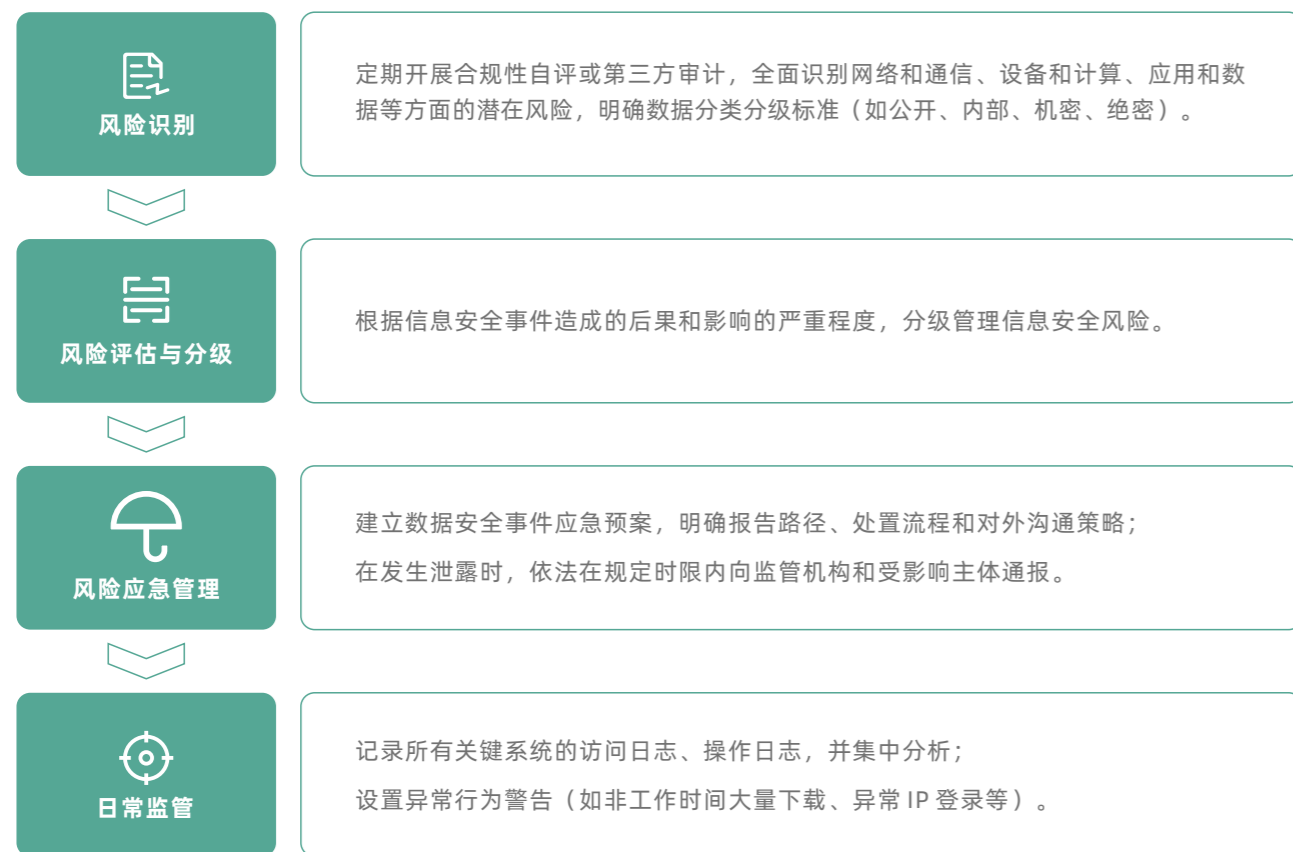 风险识别
定期开展合规性自评或第三方审计，全面识别网络和通信、设备和计算、应用和数
据等方面的潜在风险，明确数据分类分级标准（如公开、内部、机密、绝密）。
风险评估与分级
根据信息安全事件造成的后果和影响的严重程度，分级管理信息安全风险。
风险应急管理
建立数据安全事件应急预案，明确报告路径、处置流程和对外沟通策略；
在发生泄露时，依法在规定时限内向监管机构和受影响主体通报。
日常监管
记录所有关键系统的访问日志、操作日志，并集中分析；
设置异常行为警告（如非工作时间大量下载、异常 IP 登录等）。